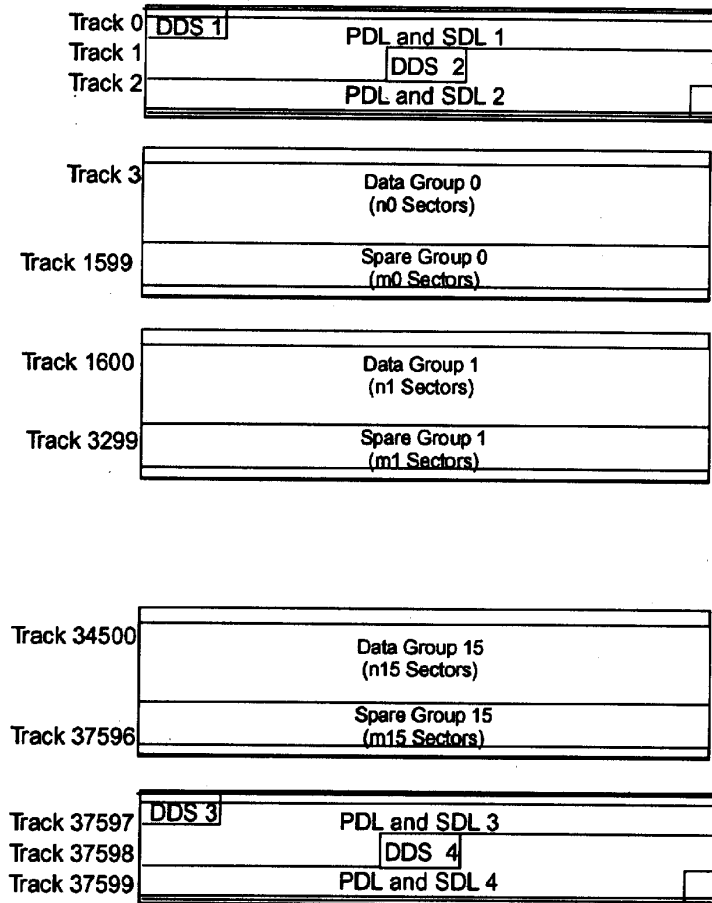 Track 0
DDS 1
PDL and SDL 1
Track 1
DDS 2
Track 2
PDL and SDL 2
Track 3
Data Group 0
(n0 Sectors)
Track 1599
Spare Group 0
(m0 Sectors)
Track 1600
Data Group 1
(n1 Sectors)
Track 3299
Spare Group 1
(m1 Sectors)
Track 34500
Data Group 15
(n15 Sectors)
Track 37596
Spare Group 15
(m15 Sectors)
DDS 3
Track 37597
PDL and SDL 3
Track 37598
DDS 4
Track 37599
PDL and SDL 4